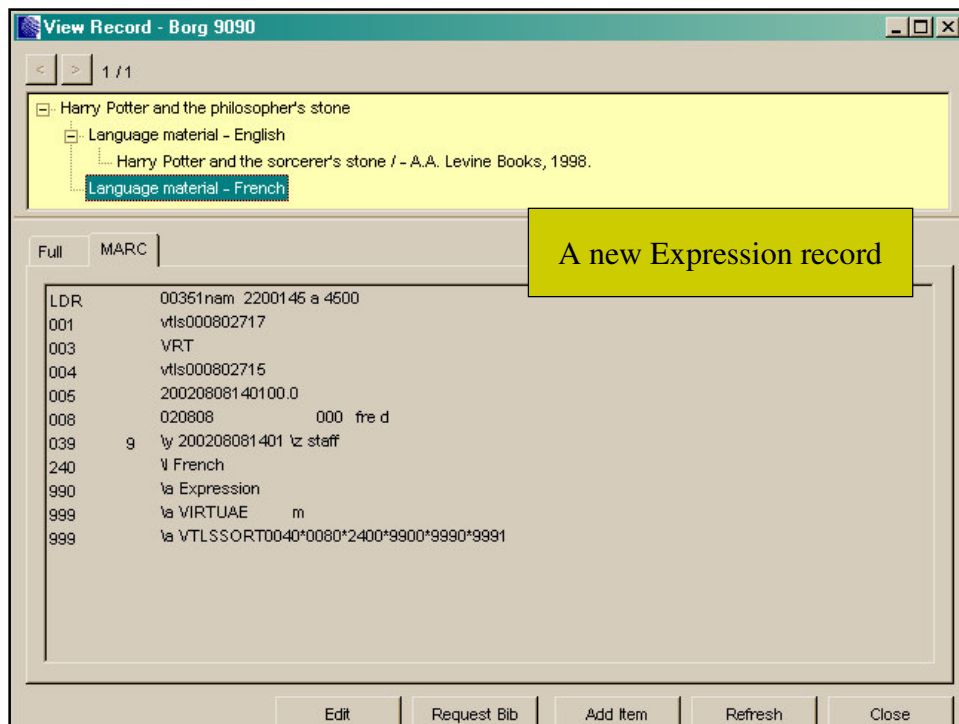 View Record - Borg 9090
< > 1 / 1
Harry Potter and the philosopher's stone
Language material - English
Harry Potter and the sorcerer's stone / - A.A. Levine Books, 1998.
Language material - French
A new Expression record
Full MARC
LDR 00351nam 2200145 a 4500
001 vtls000802717
003 VRT
004 vtls000802715
005 20020808140100.0
008 020808 000 fre d
039 9 \y 200208081401 \z staff
240 \l French
990 \a Expression
999 \a VIRTUAE m
999 \a VTLSSORT0040*0080*2400*9900*9990*9991
Edit Request Bib Add Item Refresh Close